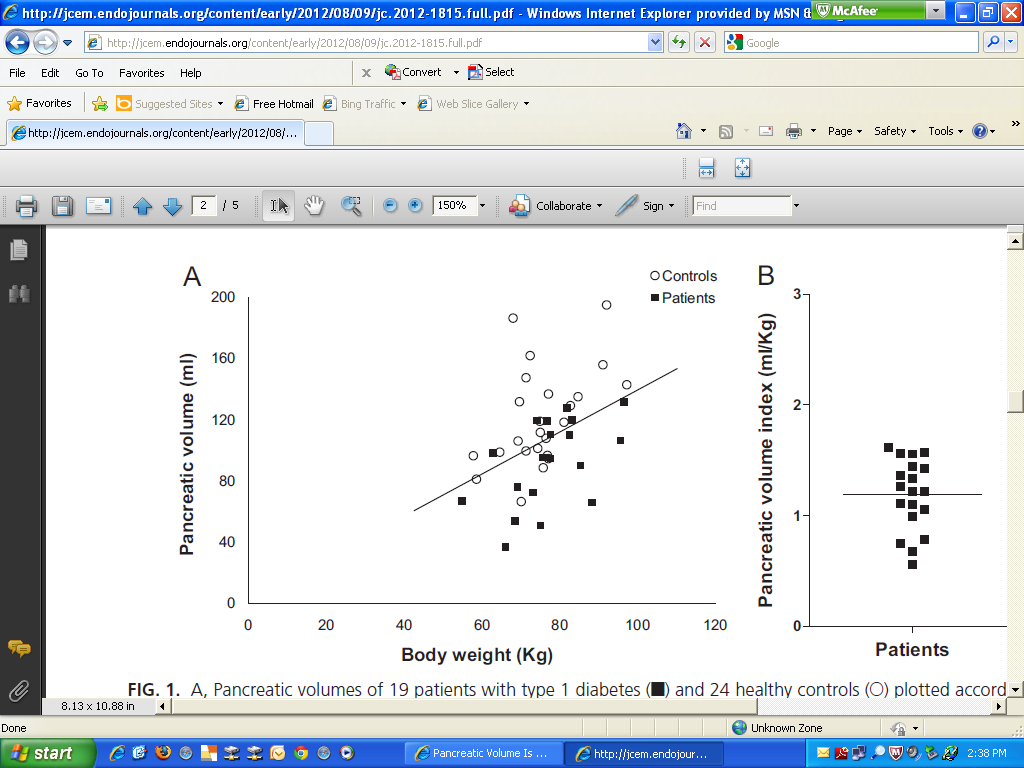 http://jcem.endojournals.org/content/early/2012/08/09/jc.2012-1815.full.pdf - Windows Internet Explorer provided by MSN &
McAfee
http://jcem.endojournals.org/content/early/2012/08/09/jc.2012-1815.full.pdf
Google
File Edit Go To Favorites Help
x Convert Select
Favorites Suggested Sites Free Hotmail Bing Traffic Web Slice Gallery
http://jcem.endojournals.org/content/early/2012/08/... Page Safety Tools »
2 / 5 150% Collaborate Sign Find
A
Controls
Patients
200
160
120
80
40
0
Pancreatic volume (ml)
0 20 40 60 80 100 120
Body weight (Kg)
B
3
2
1
0
Pancreatic volume index (ml/Kg)
Patients
FIG. 1. A, Pancreatic volumes of 19 patients with type 1 diabetes (■) and 24 healthy controls (○) plotted accord
8.13 x 10.88 in
Done Unknown Zone
start Pancreatic Volume Is ... http://jcem.endojour... 2:38 PM